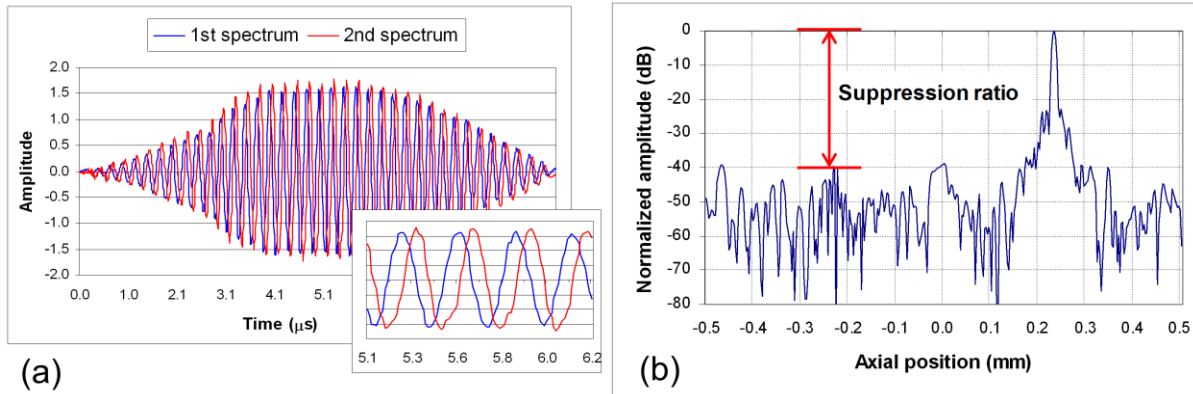 1st spectrum 2nd spectrum
Amplitude
2.0
1.5
1.0
0.5
0.0
-0.5
-1.0
-1.5
-2.0
0.0 1.0 2.1 3.1 4.1 5.1
Time (μs)
5.1 5.3 5.6 5.8 6.0 6.2
(a)
Normalized amplitude (dB)
0
-10
-20
-30
-40
-50
-60
-70
-80
Suppression ratio
-0.5 -0.4 -0.3 -0.2 -0.1 0.0 0.1 0.2 0.3 0.4 0.5
Axial position (mm)
(b)